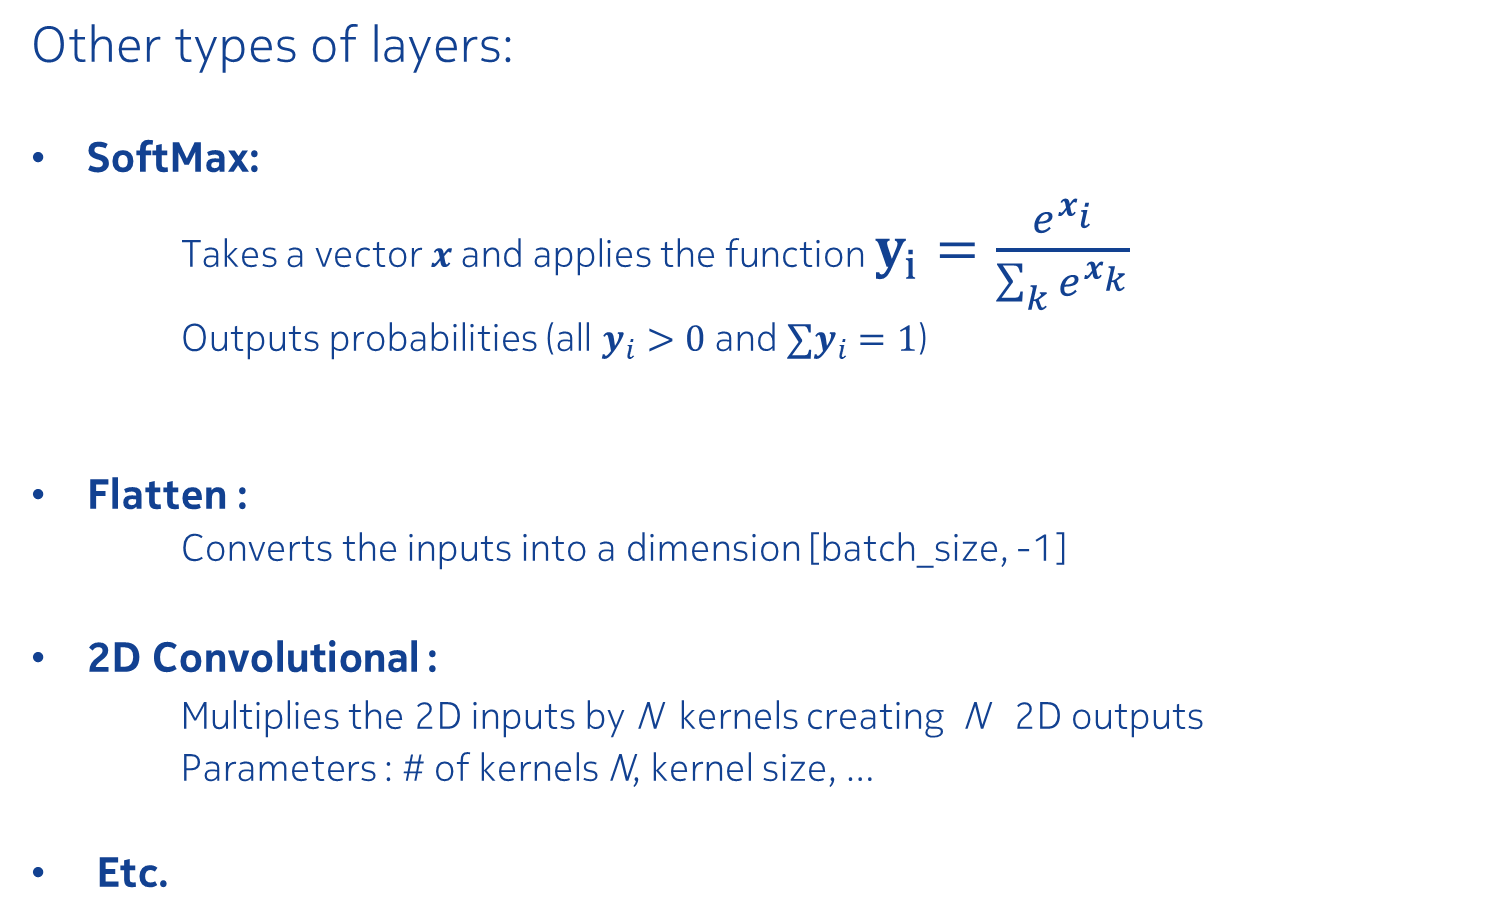 Other types of layers:
• SoftMax:
Takes a vector x and applies the function yᵢ = e^{xᵢ} / ∑ₖ e^{xₖ}
Outputs probabilities (all yᵢ > 0 and ∑yᵢ = 1)
• Flatten :
Converts the inputs into a dimension [batch_size, -1]
• 2D Convolutional :
Multiplies the 2D inputs by N kernels creating N 2D outputs
Parameters : # of kernels N, kernel size, ...
• Etc.